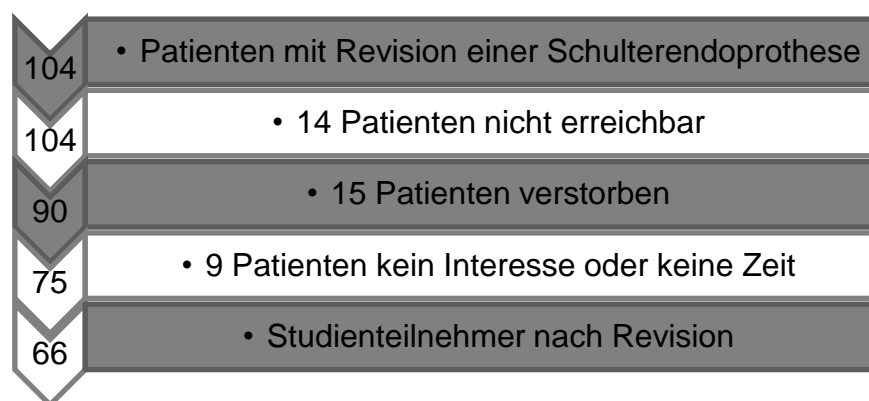 104 • Patienten mit Revision einer Schulterendoprothese
104 • 14 Patienten nicht erreichbar
90 • 15 Patienten verstorben
75 • 9 Patienten kein Interesse oder keine Zeit
66 • Studienteilnehmer nach Revision